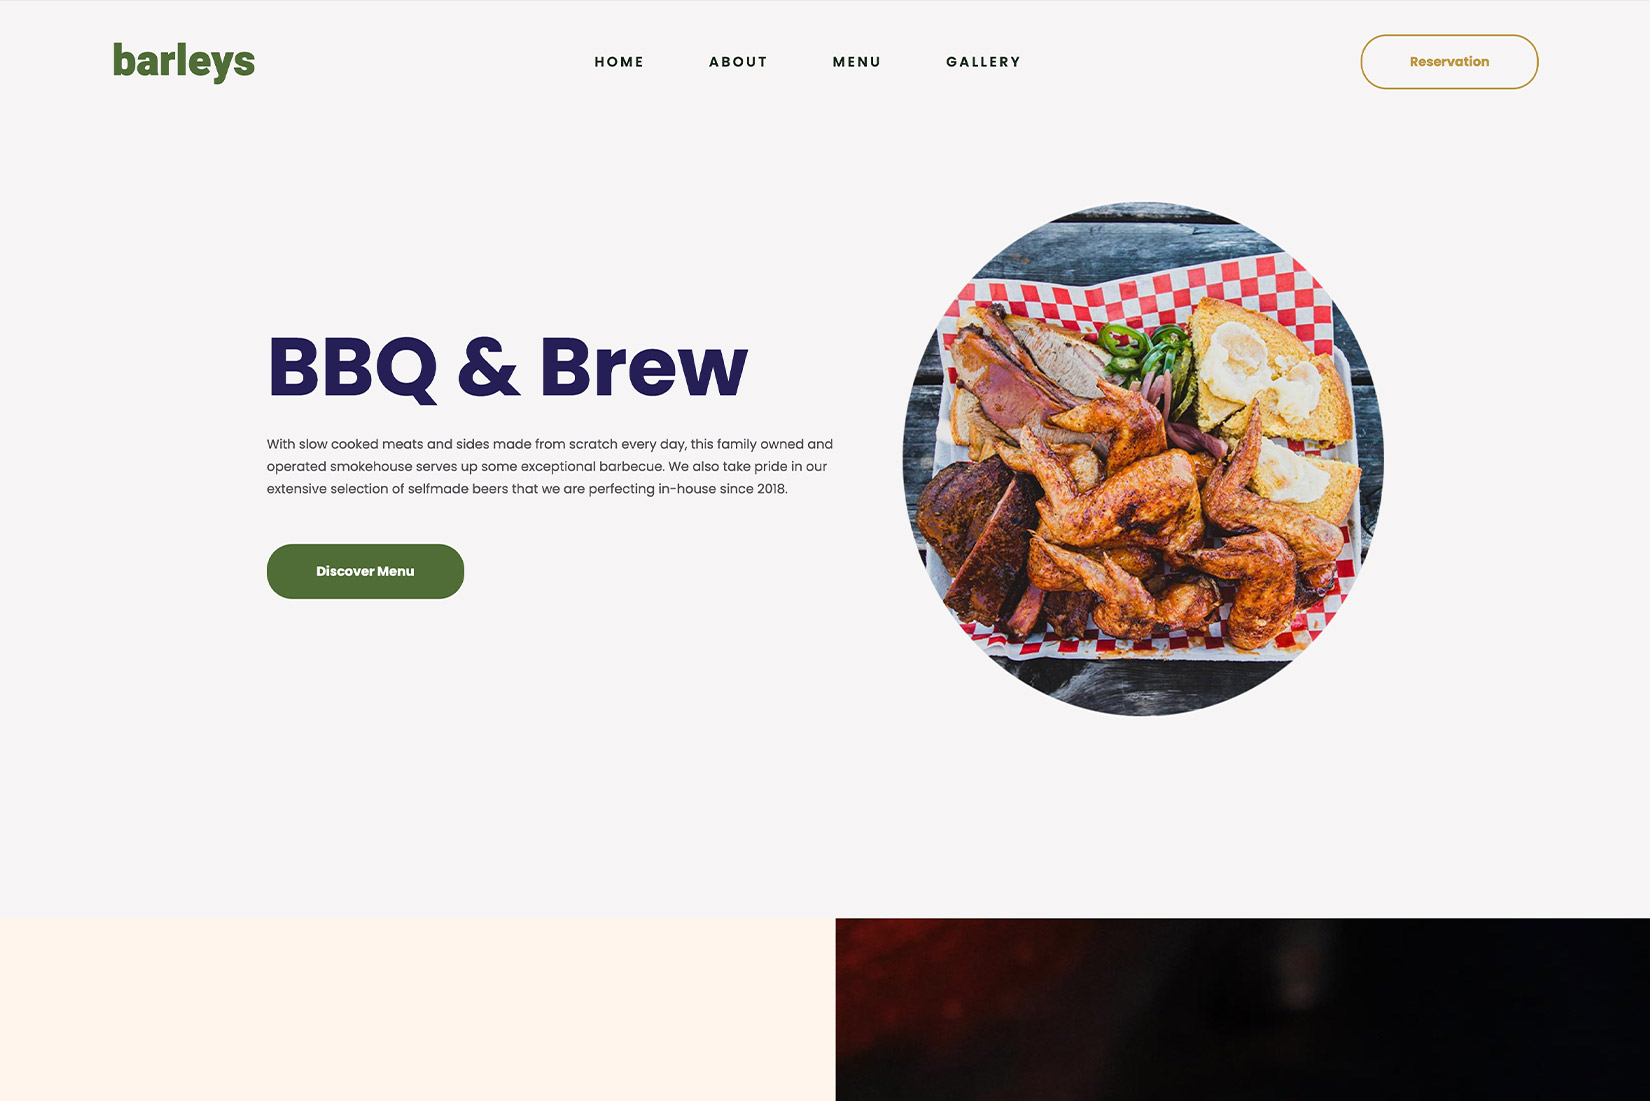 barleys
HOME
ABOUT
MENU
GALLERY
Reservation
BBQ & Brew
With slow cooked meats and sides made from scratch every day, this family owned and
operated smokehouse serves up some exceptional barbecue. We also take pride in our
extensive selection of selfmade beers that we are perfecting in-house since 2018.
Discover Menu